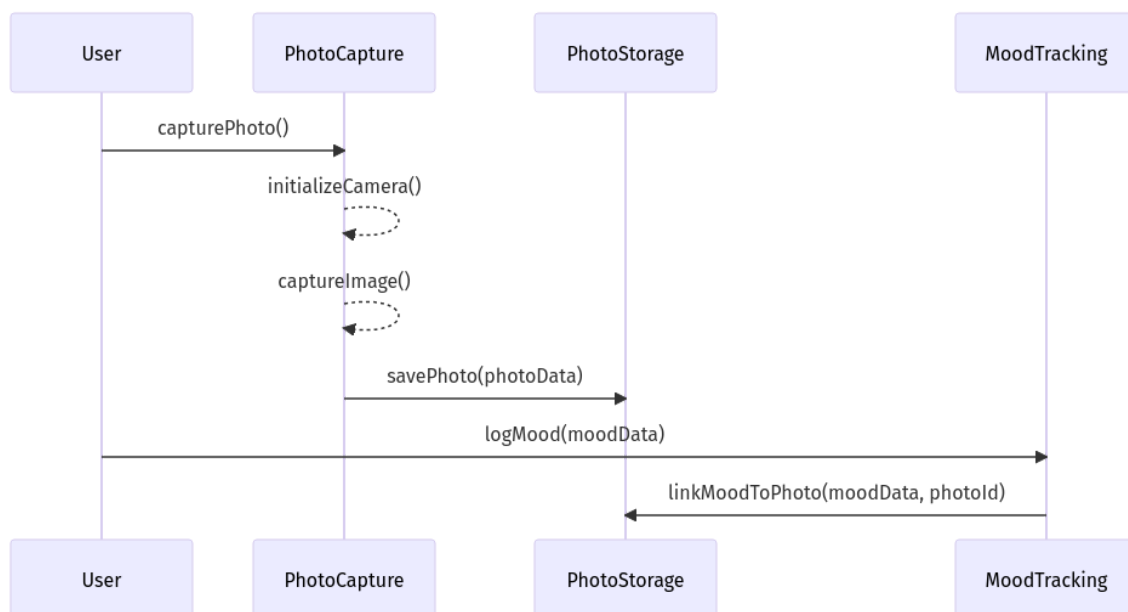 User PhotoCapture PhotoStorage MoodTracking
capturePhoto()
initializeCamera()
captureImage()
savePhoto(photoData)
logMood(moodData)
linkMoodToPhoto(moodData, photoId)
User PhotoCapture PhotoStorage MoodTracking